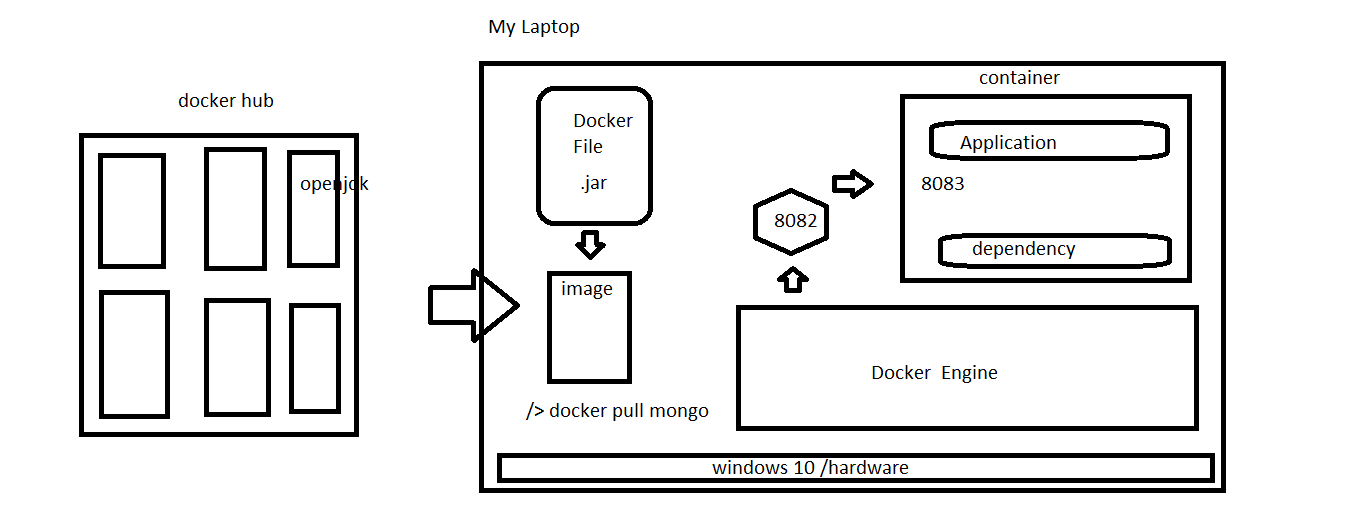 My Laptop
docker hub
openjdk
Docker
File
.jar
image
/> docker pull mongo
8082
container
Application
8083
dependency
Docker  Engine
windows 10 /hardware